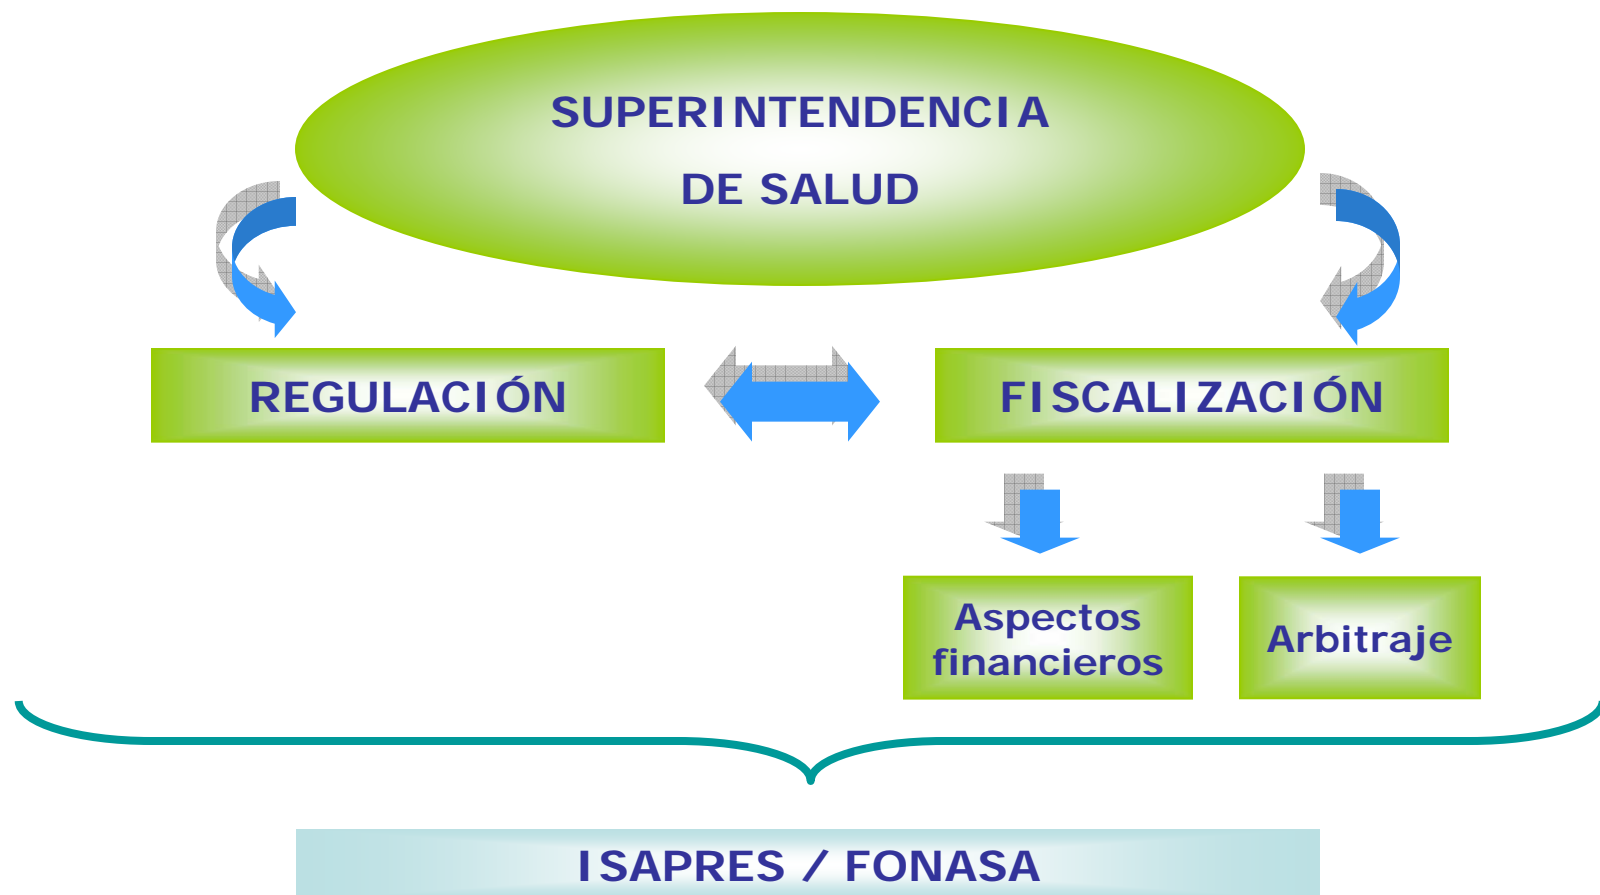 SUPERINTENDENCIA
DE SALUD
REGULACIÓN
FISCALIZACIÓN
Aspectos
financieros
Arbitraje
ISAPRES / FONASA